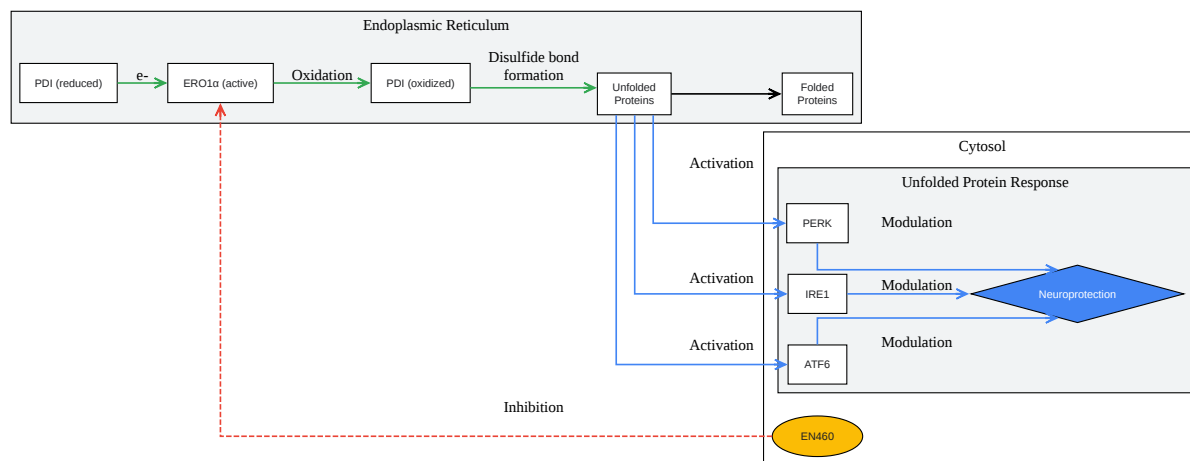 Endoplasmic Reticulum
PDI (reduced)
e-
ERO1α (active)
Oxidation
PDI (oxidized)
Disulfide bond
formation
Unfolded
Proteins
Folded
Proteins
Cytosol
Activation
Unfolded Protein Response
PERK
Modulation
Activation
IRE1
Modulation
Neuroprotection
Activation
ATF6
Modulation
Inhibition
EN460